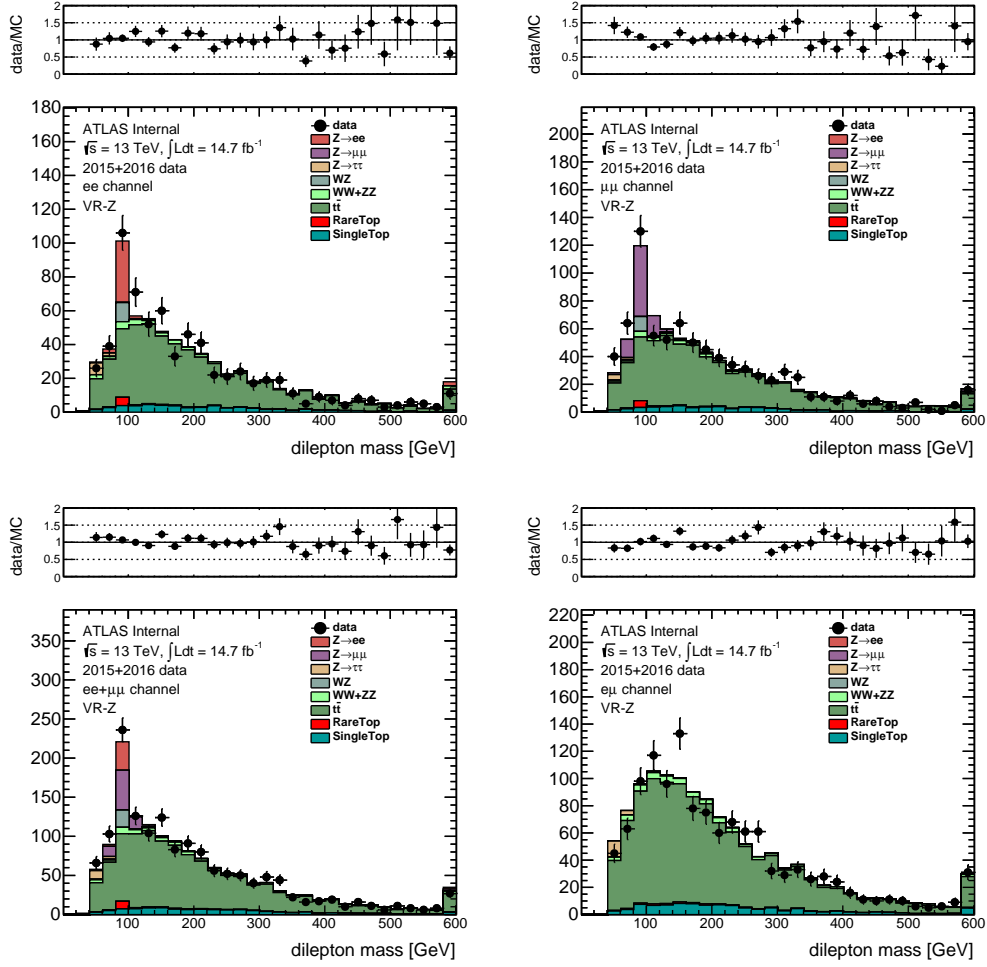 data/MC
2
1.5
1
0.5
0
180
160
140
120
100
80
60
40
20
0
ATLAS Internal
√s = 13 TeV, ∫Ldt = 14.7 fb⁻¹
2015+2016 data
ee channel
VR-Z
data
Z→ee
Z→μμ
Z→ττ
WZ
WW+ZZ
tt̄
RareTop
SingleTop
100 200 300 400 500 600
dilepton mass [GeV]
data/MC
2
1.5
1
0.5
0
200
180
160
140
120
100
80
60
40
20
0
ATLAS Internal
√s = 13 TeV, ∫Ldt = 14.7 fb⁻¹
2015+2016 data
μμ channel
VR-Z
data
Z→ee
Z→μμ
Z→ττ
WZ
WW+ZZ
tt̄
RareTop
SingleTop
100 200 300 400 500 600
dilepton mass [GeV]
data/MC
2
1.5
1
0.5
0
350
300
250
200
150
100
50
0
ATLAS Internal
√s = 13 TeV, ∫Ldt = 14.7 fb⁻¹
2015+2016 data
ee+μμ channel
VR-Z
data
Z→ee
Z→μμ
Z→ττ
WZ
WW+ZZ
tt̄
RareTop
SingleTop
100 200 300 400 500 600
dilepton mass [GeV]
data/MC
2
1.5
1
0.5
0
220
200
180
160
140
120
100
80
60
40
20
0
ATLAS Internal
√s = 13 TeV, ∫Ldt = 14.7 fb⁻¹
2015+2016 data
eμ channel
VR-Z
data
Z→ee
Z→μμ
Z→ττ
WZ
WW+ZZ
tt̄
RareTop
SingleTop
100 200 300 400 500 600
dilepton mass [GeV]